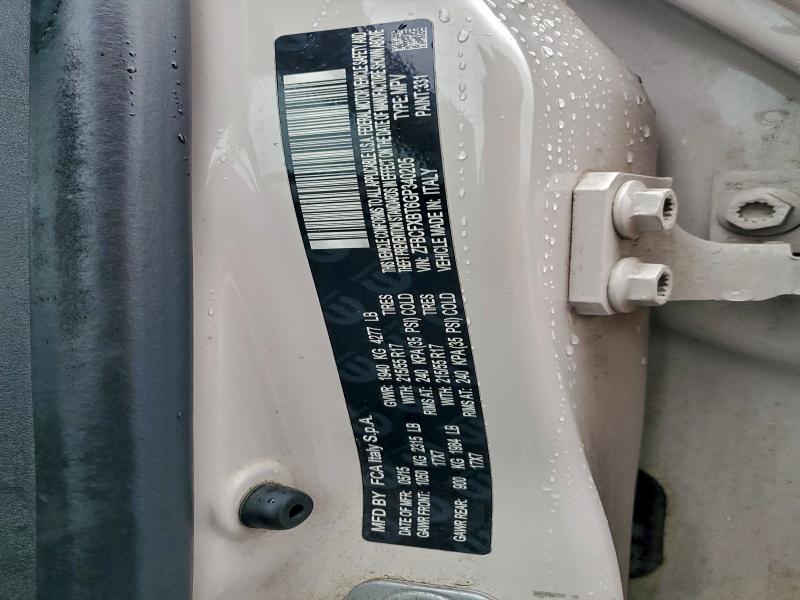 MFD BY FCA Italy S.p.A.
DATE OF MFR: 05/15 GVWR: 1940 KG 4277 LB
GAWR FRONT: 1050 KG 2315 LB WITH: 215/55 R17 TIRES
17X7 RIMS AT: 240 KPA(35 PSI) COLD
GAWR REAR: 900 KG 1984 LB WITH: 215/55 R17 TIRES
17X7 RIMS AT: 240 KPA(35 PSI) COLD
THIS VEHICLE CONFORMS TO ALL APPLICABLE U.S.A. FEDERAL MOTOR VEHICLE SAFETY AND
THEFT PREVENTION STANDARDS IN EFFECT ON THE DATE OF MANUFACTURE SHOWN ABOVE
VIN: ZFBCFXBT6GP340205 TYPE: MPV
VEHICLE MADE IN: ITALY PAINT: 331